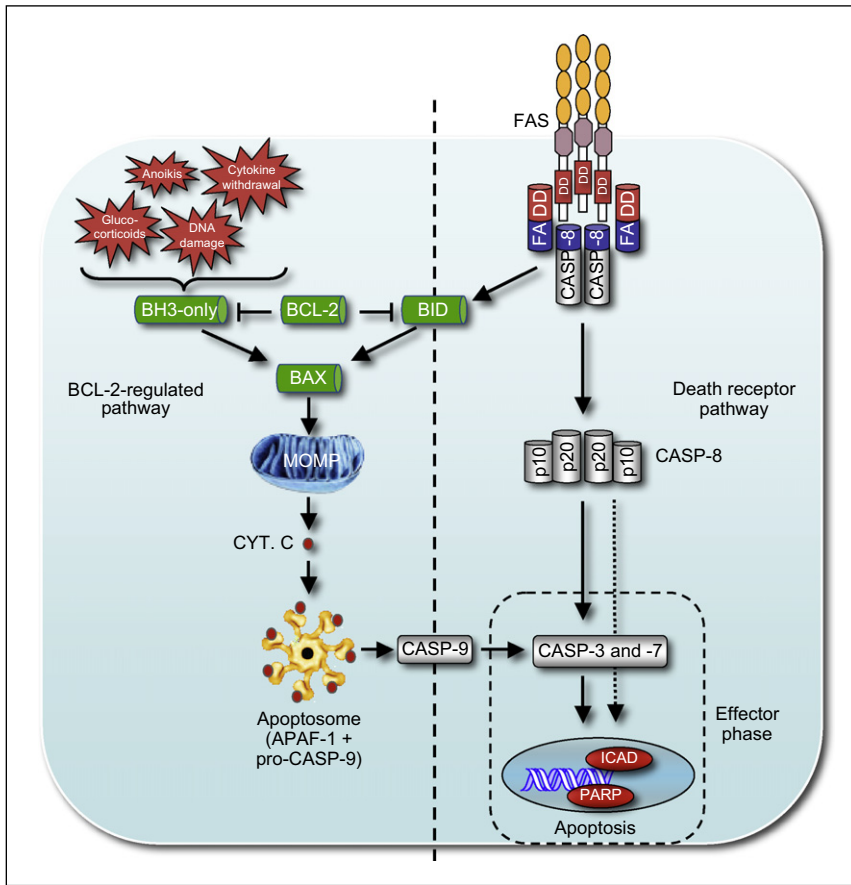 FAS
Anoikis
Cytokine
withdrawal
Gluco-
corticoids
DNA
damage
DD
DD
DD
DD
DD
FA
FA
CASP -8
CASP -8
BH3-only
BCL-2
BID
BAX
BCL-2-regulated
pathway
Death receptor
pathway
MOMP
p10
p20
p20
p10
CASP-8
CYT. C
CASP-9
CASP-3 and -7
Apoptosome
(APAF-1 +
pro-CASP-9)
Effector
phase
ICAD
PARP
Apoptosis